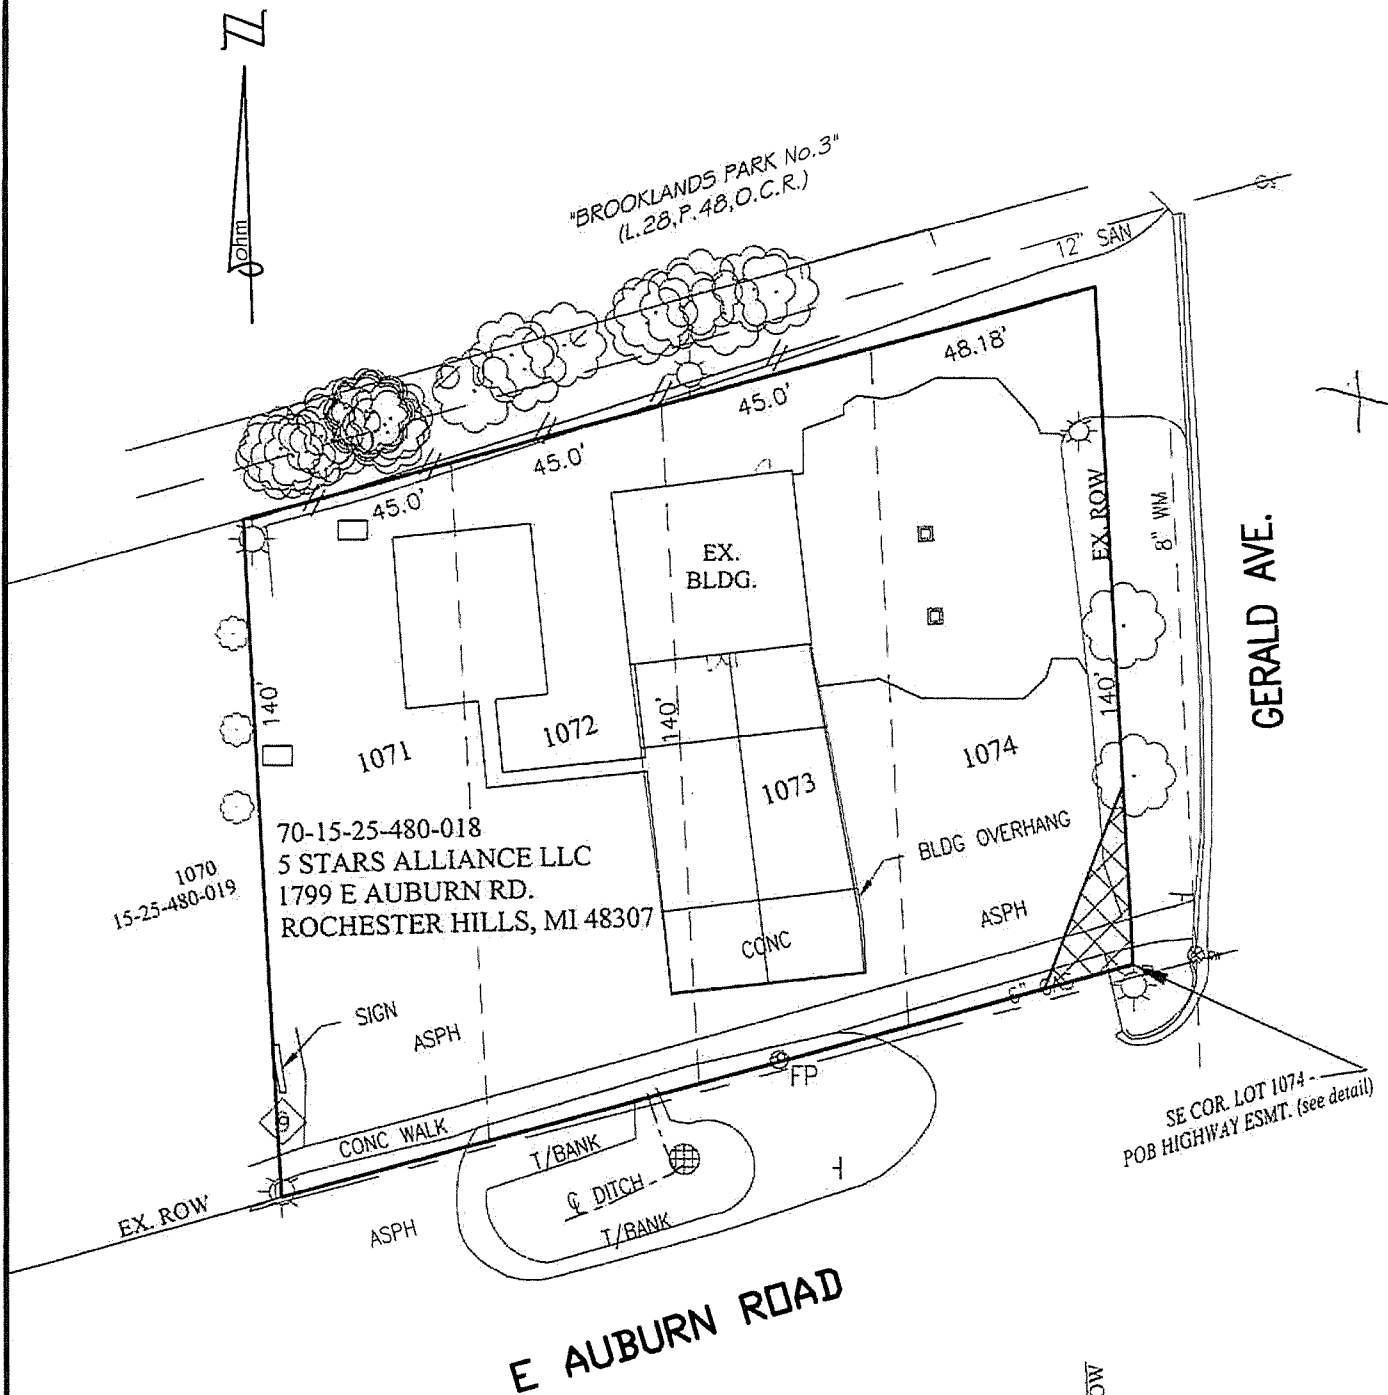 N
ohm
"BROOKLANDS PARK No.3"
(L.28,P.48,O.C.R.)
12" SAN
48.18'
45.0'
45.0'
45.0'
EX. ROW
8" WM
GERALD AVE.
EX.
BLDG.
140'
140'
140'
1071
1072
1073
1074
70-15-25-480-018
5 STARS ALLIANCE LLC
1799 E AUBURN RD.
ROCHESTER HILLS, MI 48307
1070
15-25-480-019
BLDG OVERHANG
ASPH
CONC
SIGN
ASPH
6" GAS
FP
CONC WALK
SE COR. LOT 1074
POB HIGHWAY ESMT. (see detail)
EX. ROW
ASPH
T/BANK
℄ DITCH
T/BANK
E AUBURN ROAD